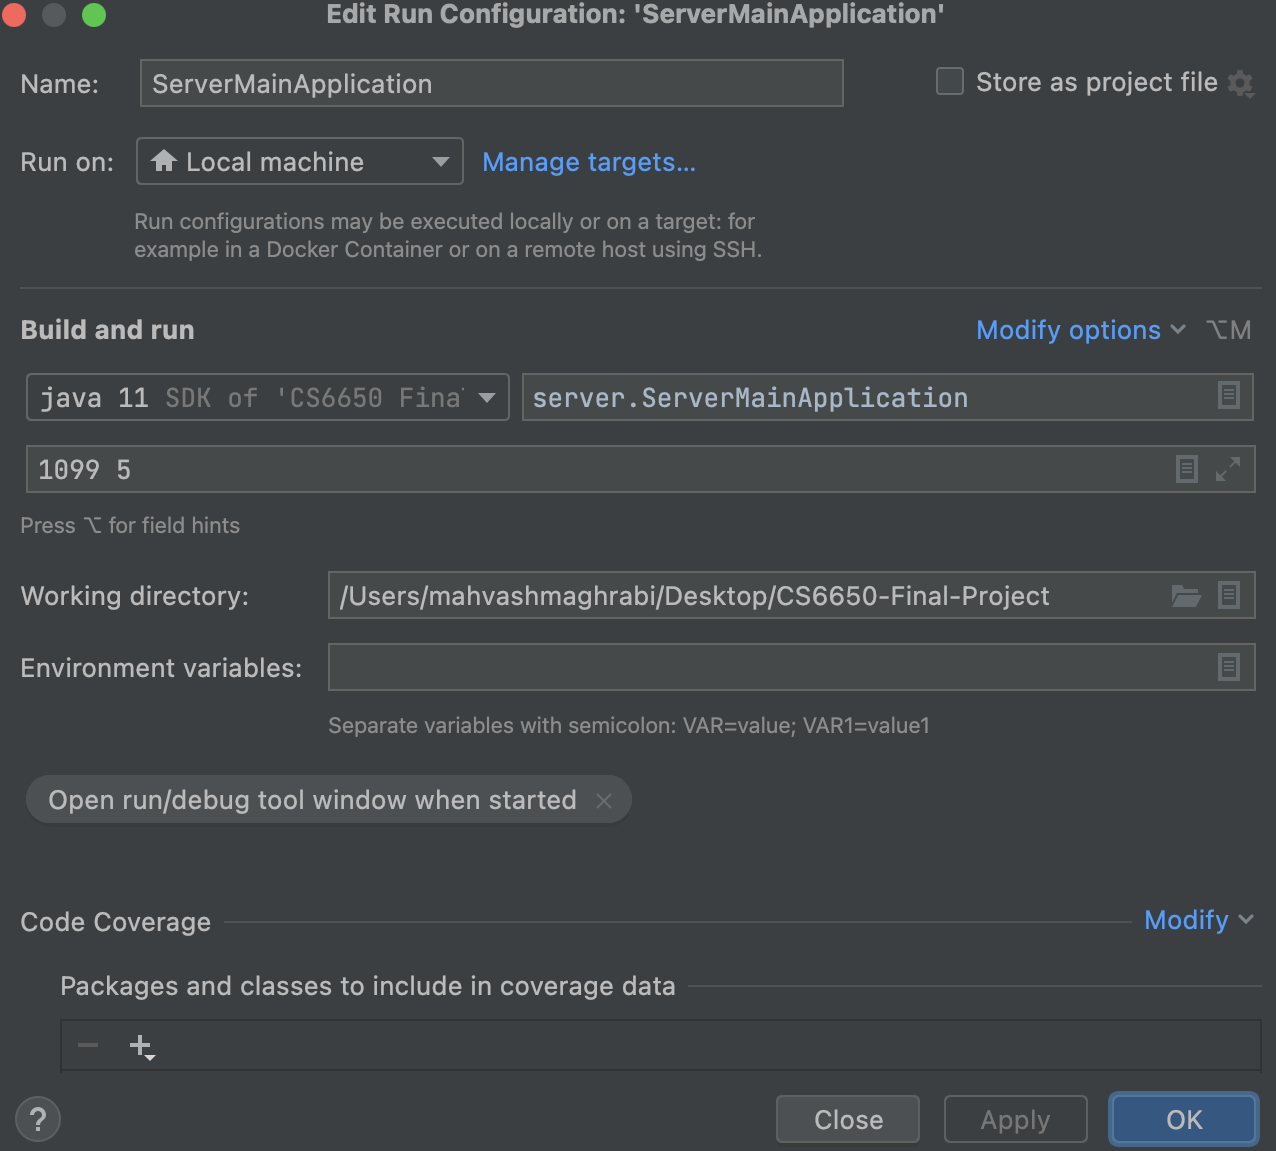 Edit Run Configuration: 'ServerMainApplication'
Name: ServerMainApplication Store as project file
Run on: Local machine Manage targets...
Run configurations may be executed locally or on a target: for
example in a Docker Container or on a remote host using SSH.
Build and run Modify options ⌥M
java 11 SDK of 'CS6650 Fina server.ServerMainApplication
1099 5
Press ⌥ for field hints
Working directory: /Users/mahvashmaghrabi/Desktop/CS6650-Final-Project
Environment variables:
Separate variables with semicolon: VAR=value; VAR1=value1
Open run/debug tool window when started ×
Code Coverage Modify
Packages and classes to include in coverage data
? Close Apply OK